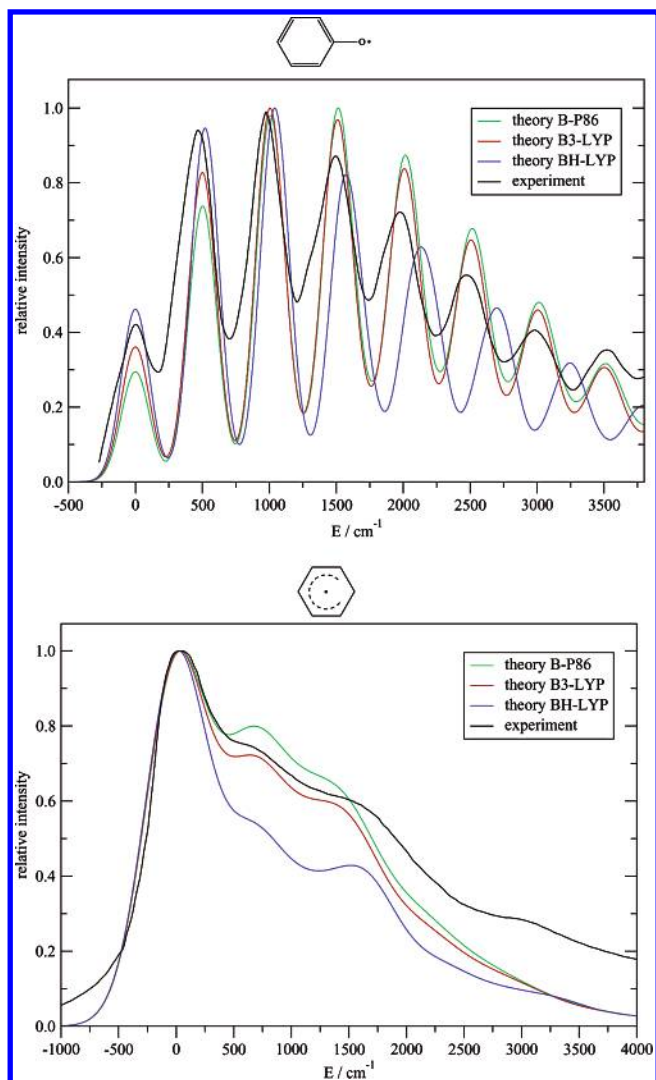 O•
1.0
0.8
0.6
0.4
0.2
0.0
relative intensity
theory B-P86
theory B3-LYP
theory BH-LYP
experiment
-500 0 500 1000 1500 2000 2500 3000 3500
E / cm⁻¹
1.0
0.8
0.6
0.4
0.2
0.0
relative intensity
theory B-P86
theory B3-LYP
theory BH-LYP
experiment
-1000 -500 0 500 1000 1500 2000 2500 3000 3500 4000
E / cm⁻¹